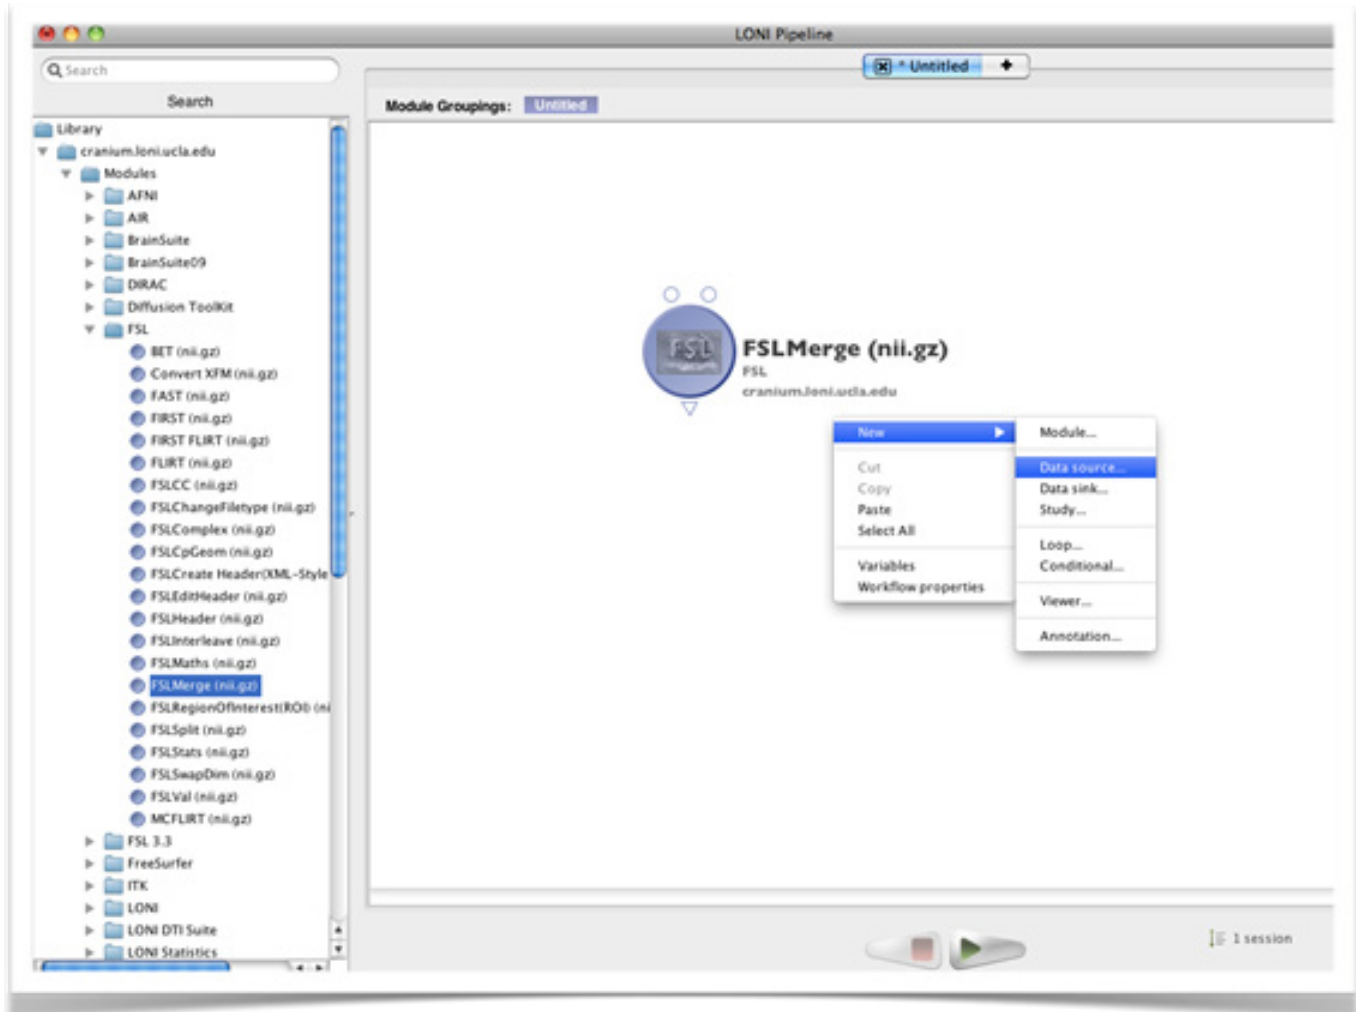 LONI Pipeline
Search
* Untitled
Search
Module Groupings: Untitled
Library
cranium.loni.ucla.edu
Modules
AFNI
AIR
BrainSuite
BrainSuite09
DIRAC
Diffusion ToolKit
FSL
BET (nii.gz)
Convert XFM (nii.gz)
FAST (nii.gz)
FIRST (nii.gz)
FIRST FLIRT (nii.gz)
FLIRT (nii.gz)
FSLCC (nii.gz)
FSLChangeFiletype (nii.gz)
FSLComplex (nii.gz)
FSLCpGeom (nii.gz)
FSLCreate Header(XML-Style
FSLEditHeader (nii.gz)
FSLHeader (nii.gz)
FSLInterleave (nii.gz)
FSLMaths (nii.gz)
FSLMerge (nii.gz)
FSLRegionOfInterest(ROI) (ni
FSLSplit (nii.gz)
FSLStats (nii.gz)
FSLSwapDim (nii.gz)
FSLVal (nii.gz)
MCFLIRT (nii.gz)
FSL 3.3
FreeSurfer
ITK
LONI
LONI DTI Suite
LONI Statistics
FSL
FSLMerge (nii.gz)
FSL
cranium.loni.ucla.edu
New
Cut
Copy
Paste
Select All
Variables
Workflow properties
Module...
Data source...
Data sink...
Study...
Loop...
Conditional...
Viewer...
Annotation...
1 session